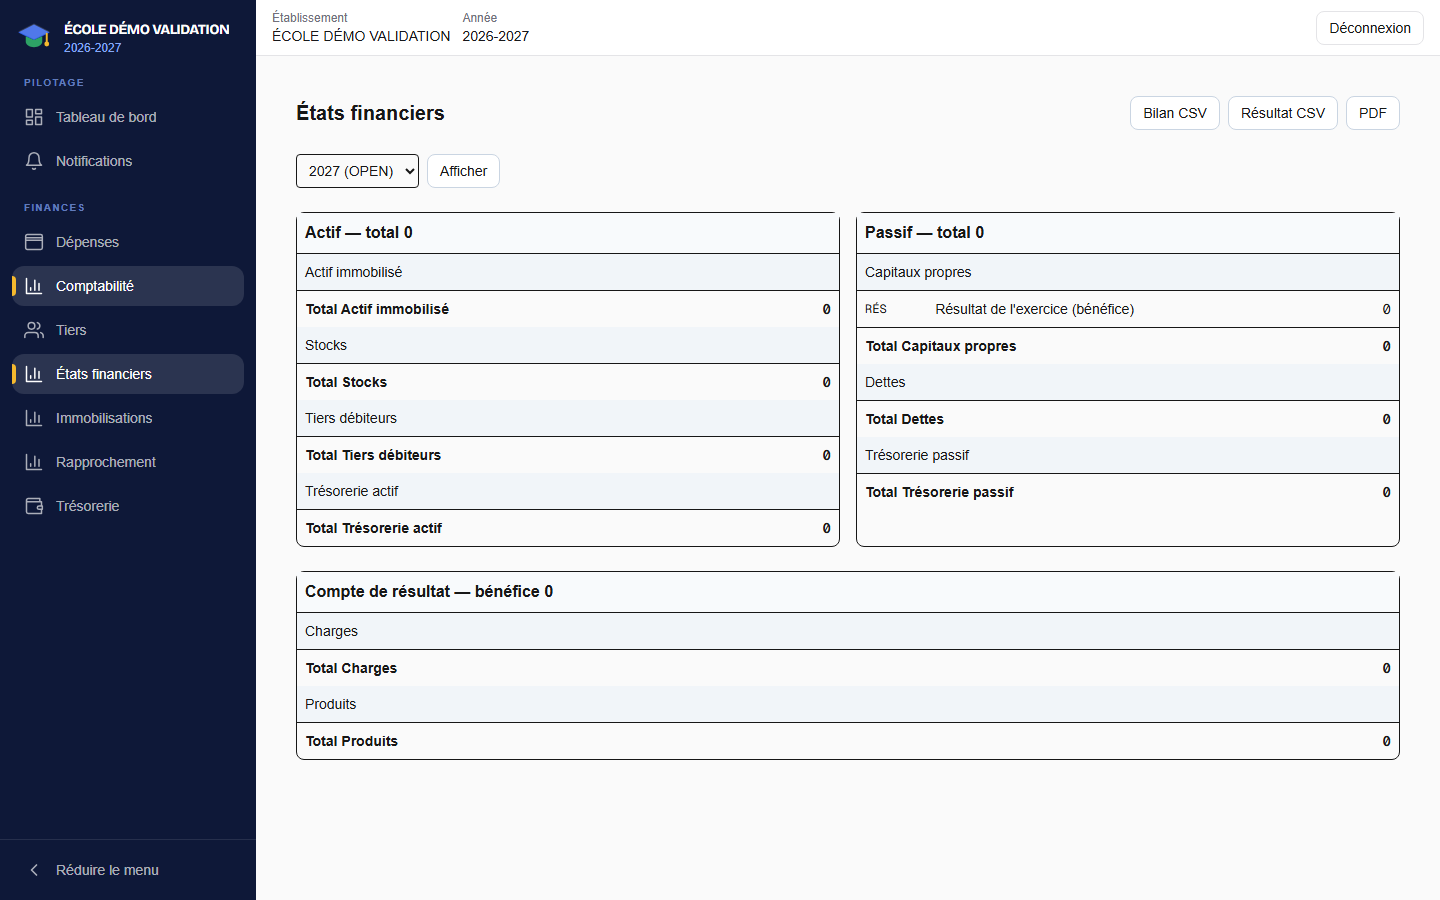 ÉCOLE DÉMO VALIDATION
2026-2027
PILOTAGE
Tableau de bord
Notifications
FINANCES
Dépenses
Comptabilité
Tiers
États financiers
Immobilisations
Rapprochement
Trésorerie
Réduire le menu
Établissement
ÉCOLE DÉMO VALIDATION
Année
2026-2027
Déconnexion
États financiers
Bilan CSV
Résultat CSV
PDF
2027 (OPEN)
Afficher
Actif — total 0
Actif immobilisé
Total Actif immobilisé 0
Stocks
Total Stocks 0
Tiers débiteurs
Total Tiers débiteurs 0
Trésorerie actif
Total Trésorerie actif 0
Passif — total 0
Capitaux propres
RÉS Résultat de l'exercice (bénéfice) 0
Total Capitaux propres 0
Dettes
Total Dettes 0
Trésorerie passif
Total Trésorerie passif 0
Compte de résultat — bénéfice 0
Charges
Total Charges 0
Produits
Total Produits 0